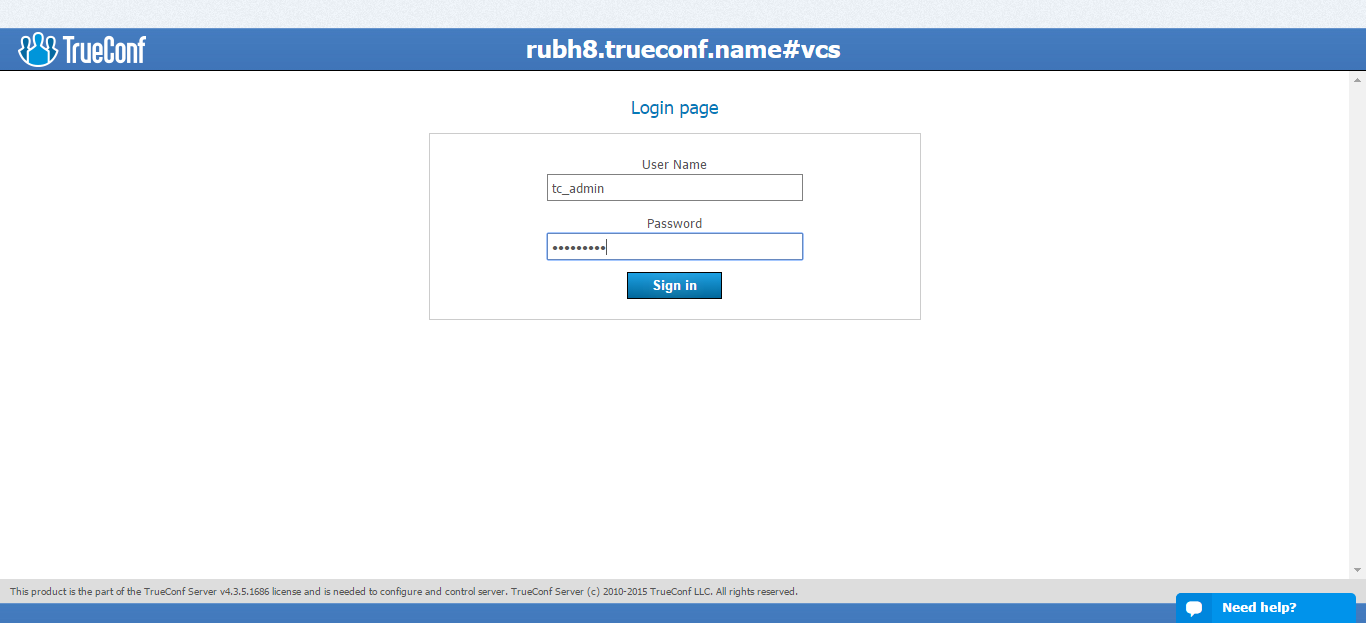 TrueConf
rubh8.trueconf.name#vcs
Login page
User Name
tc_admin
Password
•••••••••
Sign in
This product is the part of the TrueConf Server v4.3.5.1686 license and is needed to configure and control server. TrueConf Server (c) 2010-2015 TrueConf LLC. All rights reserved.
Need help?